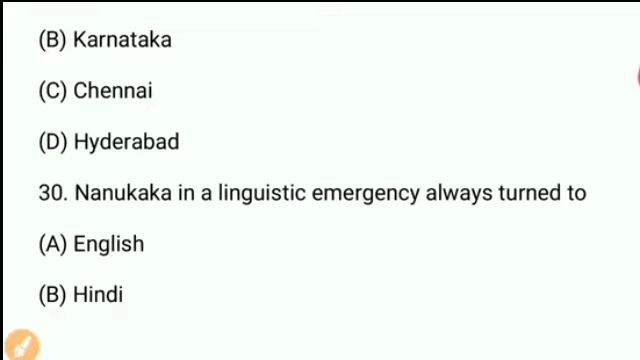 (B) Karnataka
(C) Chennai
(D) Hyderabad
30. Nanukaka in a linguistic emergency always turned to
(A) English
(B) Hindi